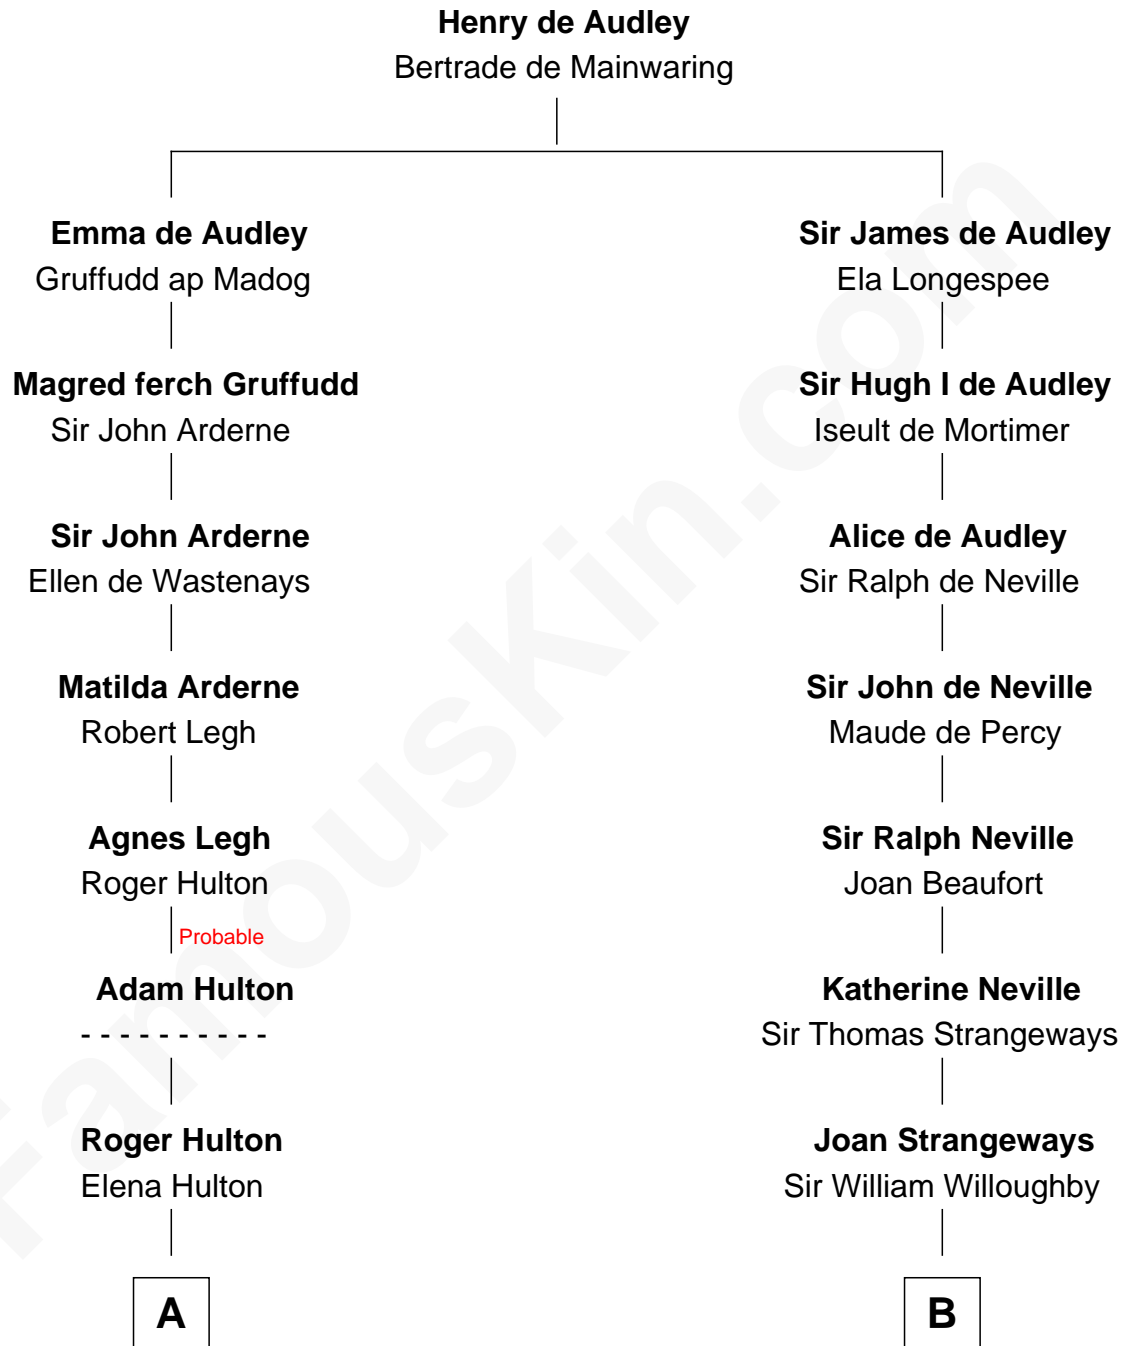 Henry de Audley
Bertrade de Mainwaring
Emma de Audley
Gruffudd ap Madog
Magred ferch Gruffudd
Sir John Arderne
Sir John Arderne
Ellen de Wastenays
Matilda Arderne
Robert Legh
Agnes Legh
Roger Hulton
Probable
Adam Hulton
- - - - - - - - - -
Roger Hulton
Elena Hulton
A
Sir James de Audley
Ela Longespee
Sir Hugh I de Audley
Iseult de Mortimer
Alice de Audley
Sir Ralph de Neville
Sir John de Neville
Maude de Percy
Sir Ralph Neville
Joan Beaufort
Katherine Neville
Sir Thomas Strangeways
Joan Strangeways
Sir William Willoughby
B
FamousKin.com